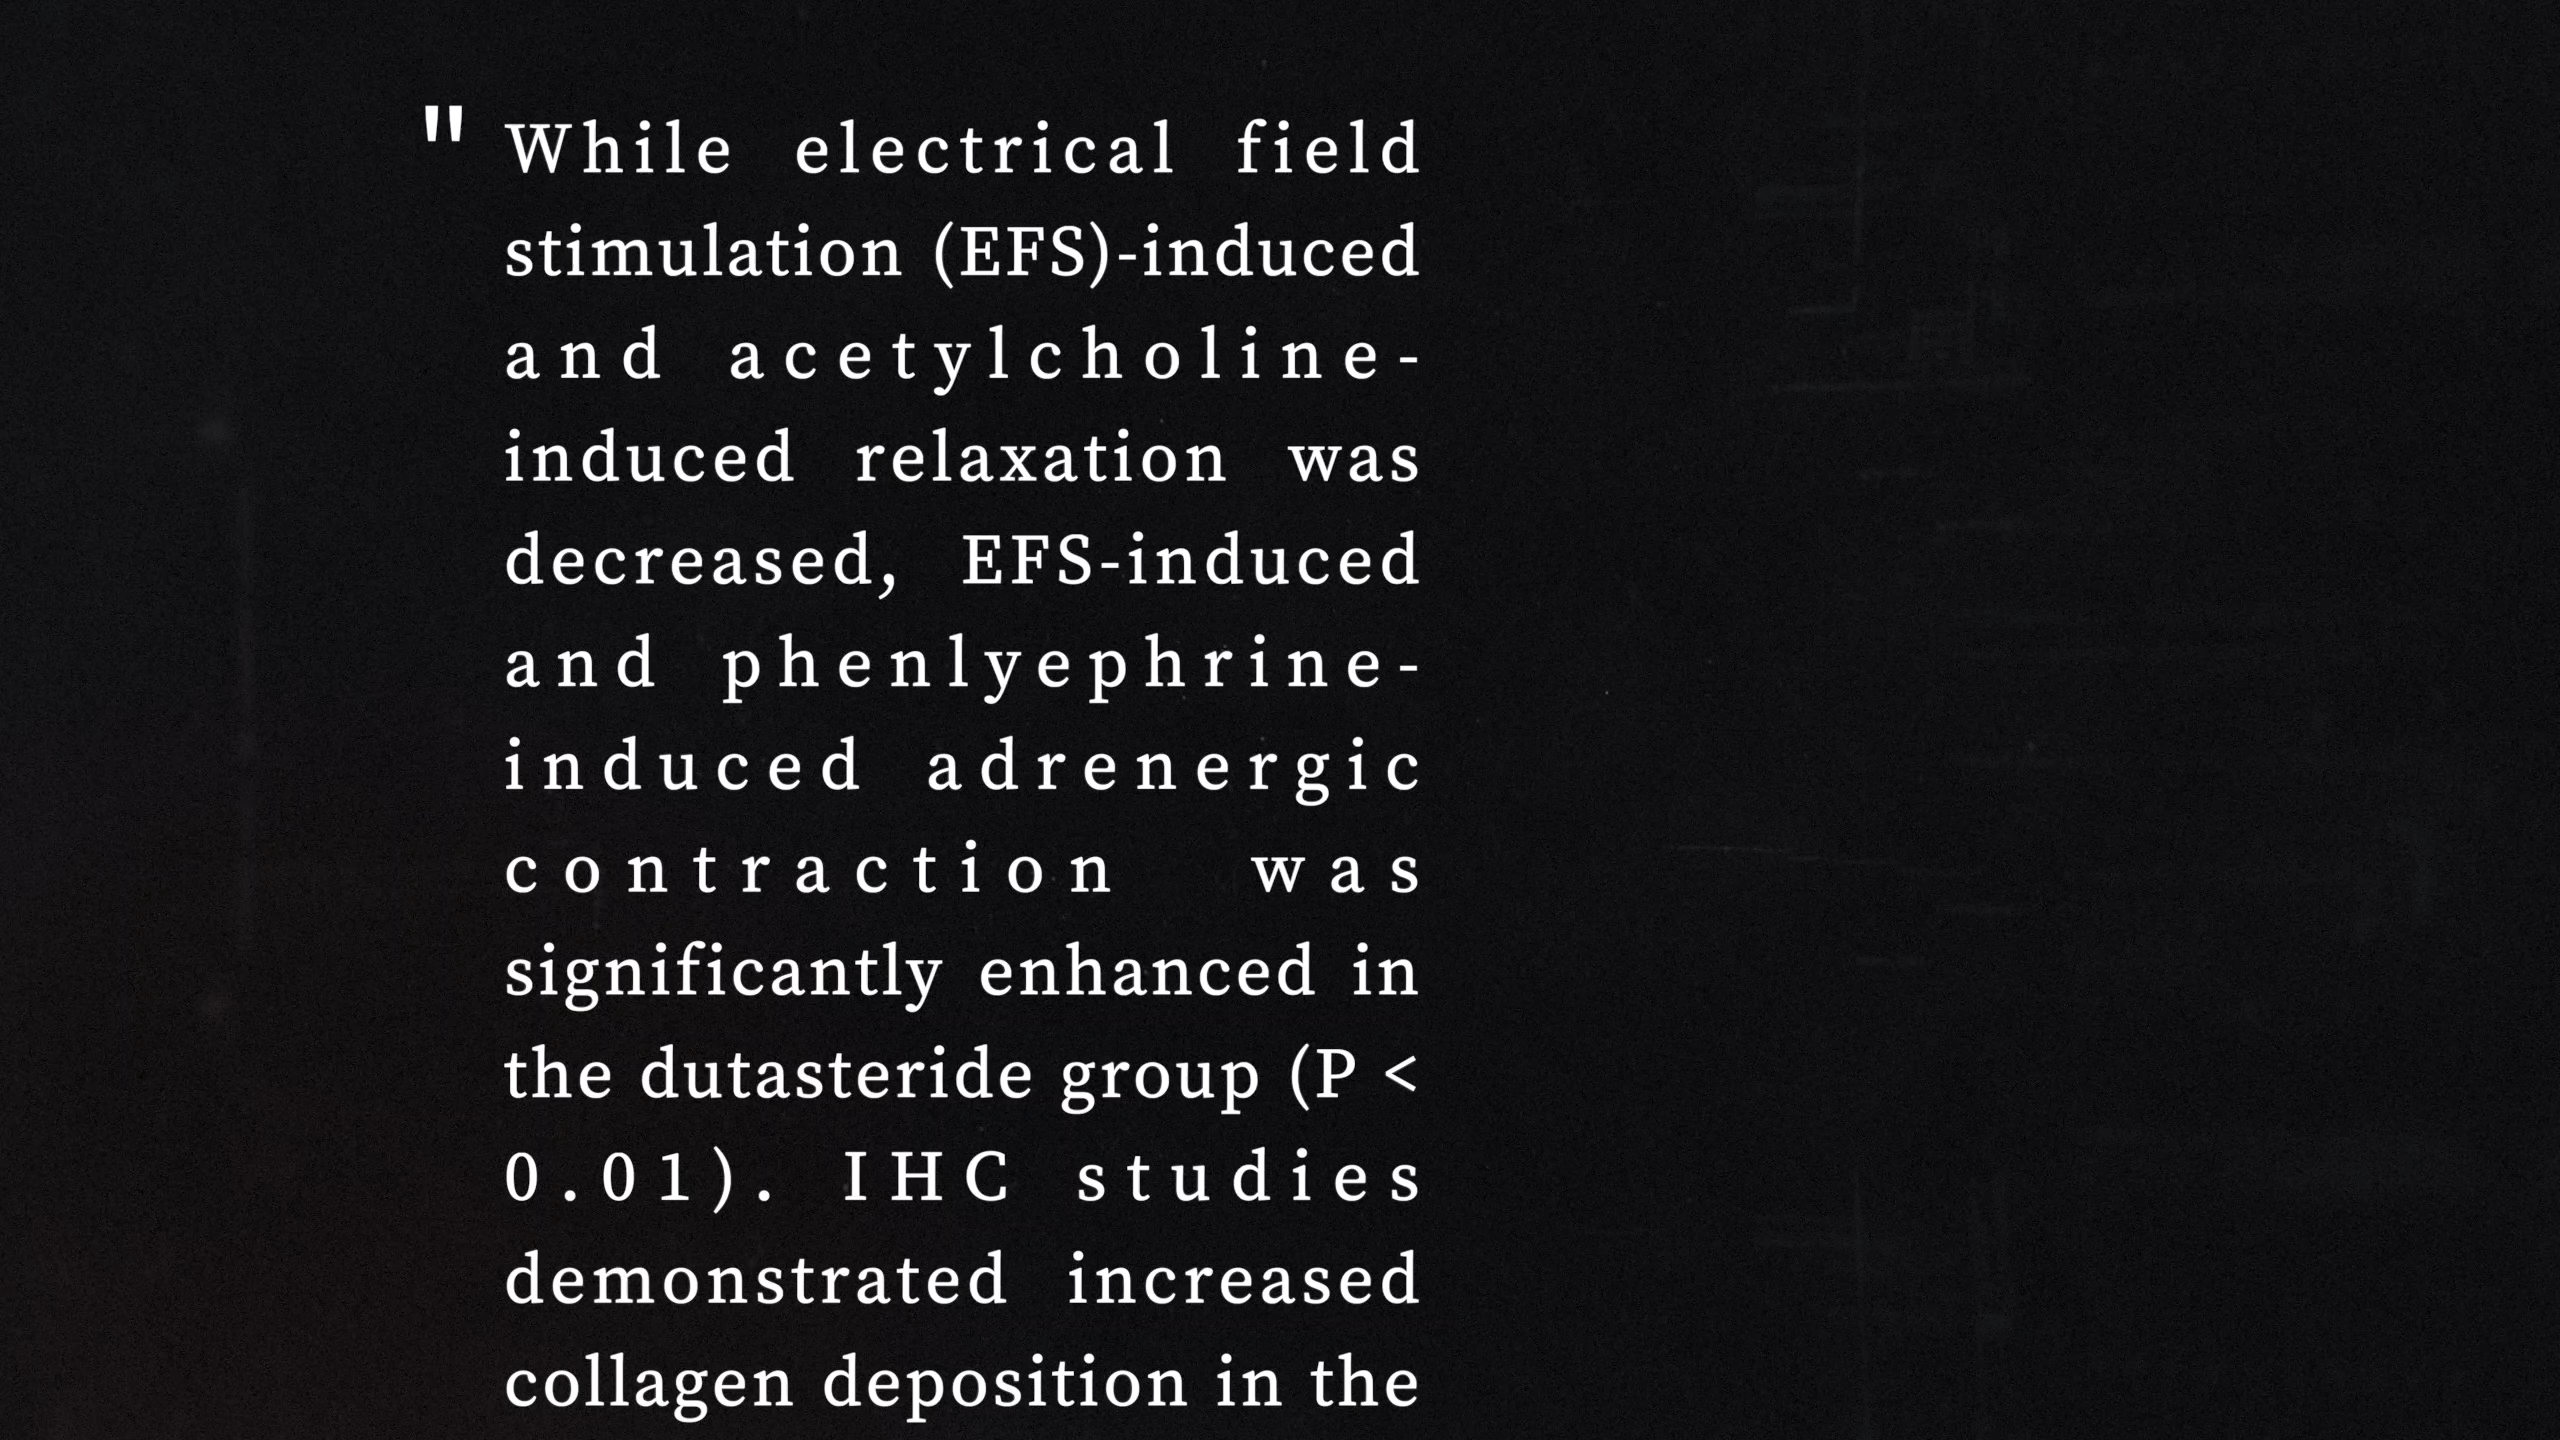 "While electrical field
stimulation (EFS)-induced
and acetylcholine-
induced relaxation was
decreased, EFS-induced
and phenlyephrine-
induced adrenergic
contraction was
significantly enhanced in
the dutasteride group (P <
0.01). IHC studies
demonstrated increased
collagen deposition in the